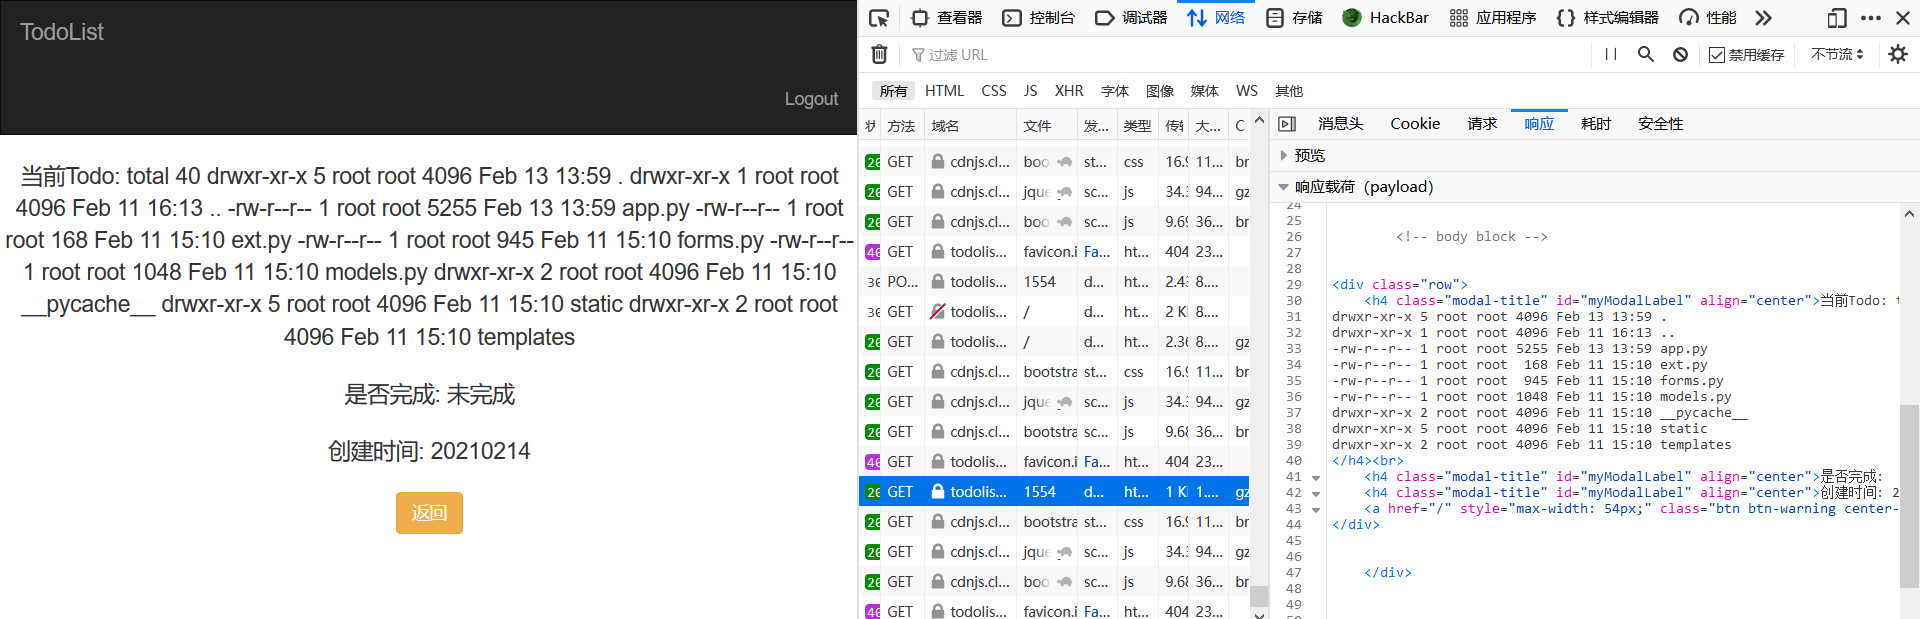 TodoList
Logout
当前Todo: total 40 drwxr-xr-x 5 root root 4096 Feb 13 13:59 . drwxr-xr-x 1 root root
4096 Feb 11 16:13 .. -rw-r--r-- 1 root root 5255 Feb 13 13:59 app.py -rw-r--r-- 1 root
root 168 Feb 11 15:10 ext.py -rw-r--r-- 1 root root 945 Feb 11 15:10 forms.py -rw-r--r--
1 root root 1048 Feb 11 15:10 models.py drwxr-xr-x 2 root root 4096 Feb 11 15:10
__pycache__ drwxr-xr-x 5 root root 4096 Feb 11 15:10 static drwxr-xr-x 2 root root
4096 Feb 11 15:10 templates
是否完成: 未完成
创建时间: 20210214
返回
查看器 控制台 调试器 网络 存储 HackBar 应用程序 样式编辑器 性能
过滤 URL 禁用缓存 不节流
所有 HTML CSS JS XHR 字体 图像 媒体 WS 其他
方法 域名 文件 发... 类型 传输 大... C
GET cdnjs.cl... boo st... css 16.9 11... br
GET cdnjs.cl... jque sc... js 34.3 94... gz
GET cdnjs.cl... boo sc... js 9.69 36... br
GET todolis... favicon.i Fa... ht... 404 23...
PO... todolis... 1554 d... ht... 2.43 8....
GET todolis... / d... ht... 2 KB 8....
GET todolis... / d... ht... 2.36 8.... gz
GET cdnjs.cl... bootstra st... css 16.9 11... br
GET cdnjs.cl... jque sc... js 34.3 94... gz
GET cdnjs.cl... bootstra sc... js 9.68 36... br
GET todolis... favicon.i Fa... ht... 404 23...
GET todolis... 1554 d... ht... 1 KB 1.... gz
GET cdnjs.cl... bootstra st... css 16.9 11... br
GET cdnjs.cl... jque sc... js 34.3 94... gz
GET cdnjs.cl... boo sc... js 9.68 36... br
GET todolis... favicon.i Fa... ht... 404 23...
消息头 Cookie 请求 响应 耗时 安全性
预览
响应载荷（payload）
24
25
26 <!-- body block -->
27
28
29 <div class="row">
30 <h4 class="modal-title" id="myModalLabel" align="center">当前Todo: t
31 drwxr-xr-x 5 root root 4096 Feb 13 13:59 .
32 drwxr-xr-x 1 root root 4096 Feb 11 16:13 ..
33 -rw-r--r-- 1 root root 5255 Feb 13 13:59 app.py
34 -rw-r--r-- 1 root root  168 Feb 11 15:10 ext.py
35 -rw-r--r-- 1 root root  945 Feb 11 15:10 forms.py
36 -rw-r--r-- 1 root root 1048 Feb 11 15:10 models.py
37 drwxr-xr-x 2 root root 4096 Feb 11 15:10 __pycache__
38 drwxr-xr-x 5 root root 4096 Feb 11 15:10 static
39 drwxr-xr-x 2 root root 4096 Feb 11 15:10 templates
40 </h4><br>
41 <h4 class="modal-title" id="myModalLabel" align="center">是否完成:
42 <h4 class="modal-title" id="myModalLabel" align="center">创建时间: 2
43 <a href="/" style="max-width: 54px;" class="btn btn-warning center-
44 </div>
45
46
47 </div>
48
49